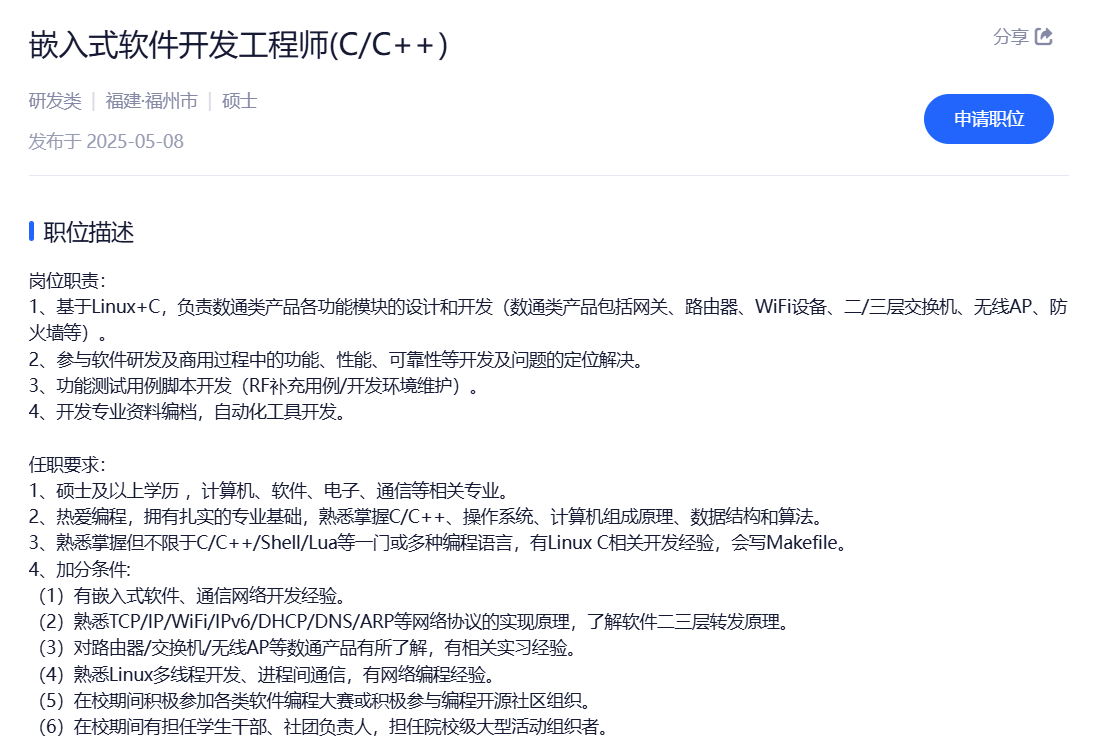 嵌入式软件开发工程师(C/C++)
分享
研发类 | 福建·福州市 | 硕士
申请职位
发布于 2025-05-08
职位描述
岗位职责：
1、基于Linux+C，负责数通类产品各功能模块的设计和开发（数通类产品包括网关、路由器、WiFi设备、二/三层交换机、无线AP、防
火墙等）。
2、参与软件研发及商用过程中的功能、性能、可靠性等开发及问题的定位解决。
3、功能测试用例脚本开发（RF补充用例/开发环境维护）。
4、开发专业资料编档，自动化工具开发。
任职要求：
1、硕士及以上学历 ，计算机、软件、电子、通信等相关专业。
2、热爱编程，拥有扎实的专业基础，熟悉掌握C/C++、操作系统、计算机组成原理、数据结构和算法。
3、熟悉掌握但不限于C/C++/Shell/Lua等一门或多种编程语言，有Linux C相关开发经验，会写Makefile。
4、加分条件:
（1）有嵌入式软件、通信网络开发经验。
（2）熟悉TCP/IP/WiFi/IPv6/DHCP/DNS/ARP等网络协议的实现原理，了解软件二三层转发原理。
（3）对路由器/交换机/无线AP等数通产品有所了解，有相关实习经验。
（4）熟悉Linux多线程开发、进程间通信，有网络编程经验。
（5）在校期间积极参加各类软件编程大赛或积极参与编程开源社区组织。
（6）在校期间有担任学生干部、社团负责人，担任院校级大型活动组织者。